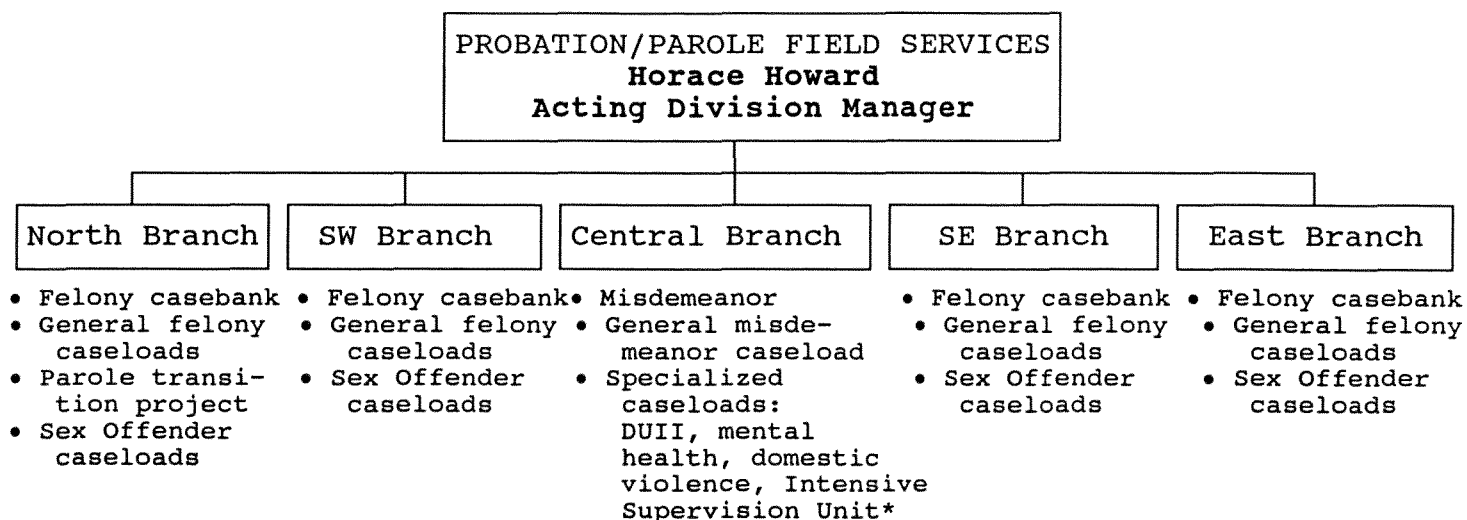 PROBATION/PAROLE FIELD SERVICES
Horace Howard
Acting Division Manager
North Branch
• Felony casebank
• General felony
caseloads
• Parole transi-
tion project
• Sex Offender
caseloads
SW Branch
• Felony casebank
• General felony
caseloads
• Sex Offender
caseloads
Central Branch
• Misdemeanor
• General misde-
meanor caseload
• Specialized
caseloads:
DUII, mental
health, domestic
violence, Intensive
Supervision Unit*
SE Branch
• Felony casebank
• General felony
caseloads
• Sex Offender
caseloads
East Branch
• Felony casebank
• General felony
caseloads
• Sex Offender
caseloads